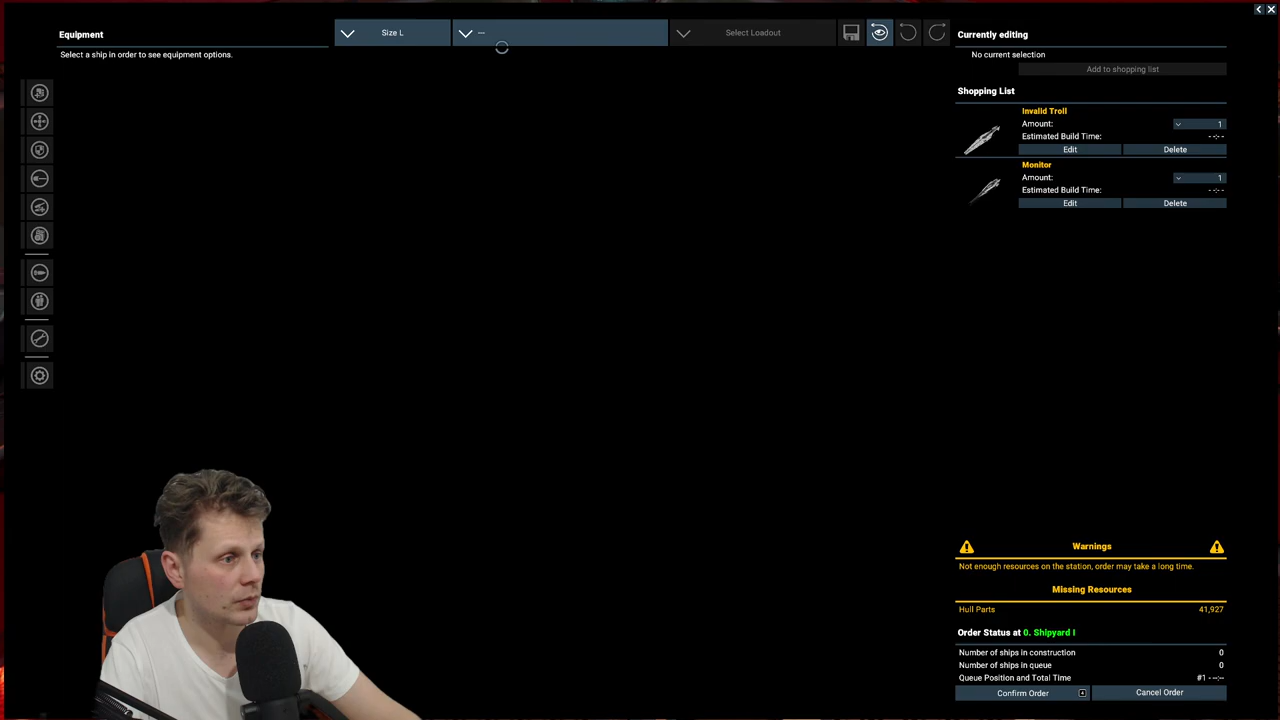 Equipment
Select a ship in order to see equipment options.
Size L
---
Select Loadout
Currently editing
No current selection
Add to shopping list
Shopping List
Invalid Troll
Amount:
1
Estimated Build Time:
--:--
Edit
Delete
Monitor
Amount:
1
Estimated Build Time:
--:--
Edit
Delete
Warnings
Not enough resources on the station, order may take a long time.
Missing Resources
Hull Parts
41,927
Order Status at 0. Shipyard I
Number of ships in construction
0
Number of ships in queue
0
Queue Position and Total Time
#1 --:--
Confirm Order
Cancel Order